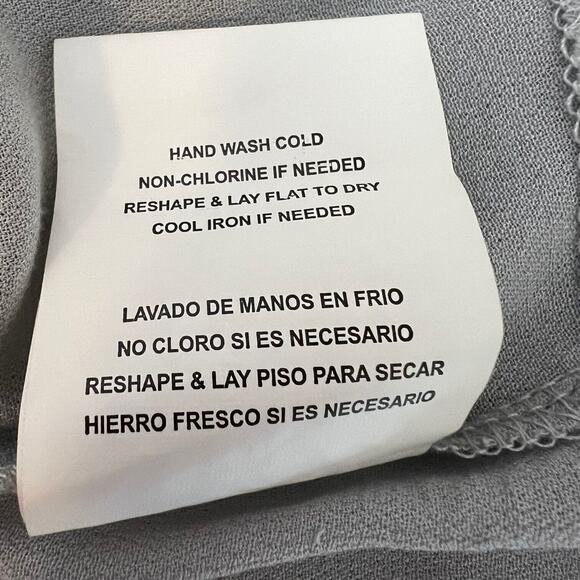 HAND WASH COLD
NON-CHLORINE IF NEEDED
RESHAPE & LAY FLAT TO DRY
COOL IRON IF NEEDED
LAVADO DE MANOS EN FRIO
NO CLORO SI ES NECESARIO
RESHAPE & LAY PISO PARA SECAR
HIERRO FRESCO SI ES NECESARIO